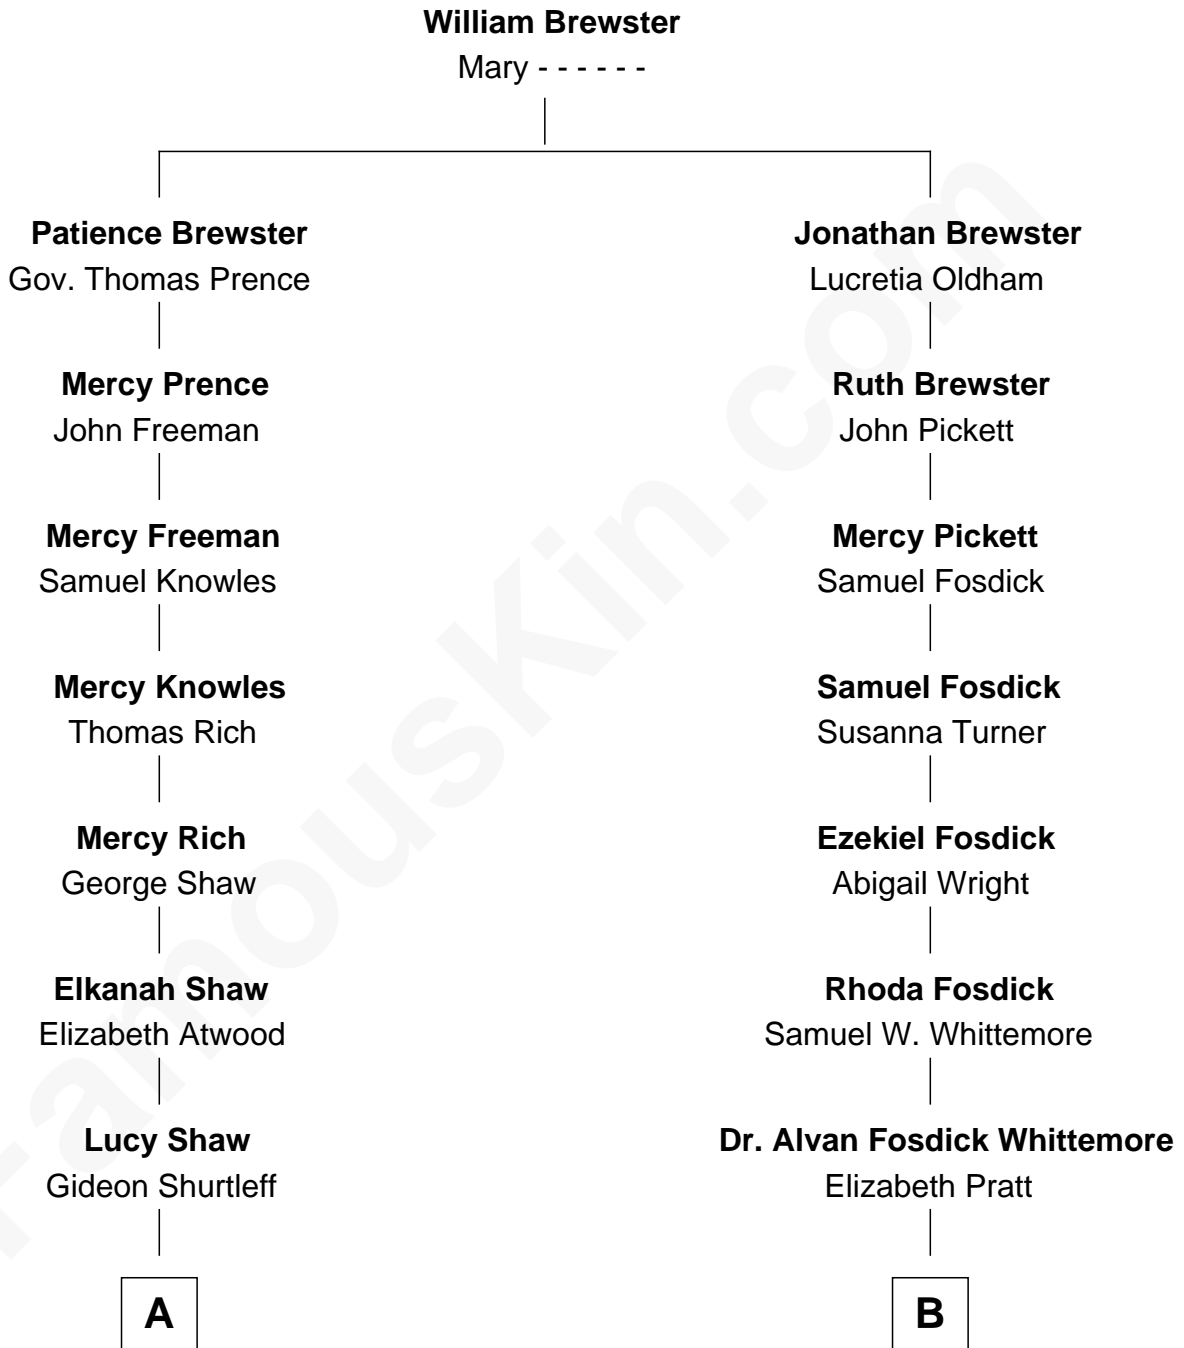 William Brewster
Mary - - - - - -
Patience Brewster
Gov. Thomas Prence
Jonathan Brewster
Lucretia Oldham
Mercy Prence
John Freeman
Ruth Brewster
John Pickett
Mercy Freeman
Samuel Knowles
Mercy Pickett
Samuel Fosdick
Mercy Knowles
Thomas Rich
Samuel Fosdick
Susanna Turner
Mercy Rich
George Shaw
Ezekiel Fosdick
Abigail Wright
Elkanah Shaw
Elizabeth Atwood
Rhoda Fosdick
Samuel W. Whittemore
Lucy Shaw
Gideon Shurtleff
Dr. Alvan Fosdick Whittemore
Elizabeth Pratt
A
B
FamousKin.com